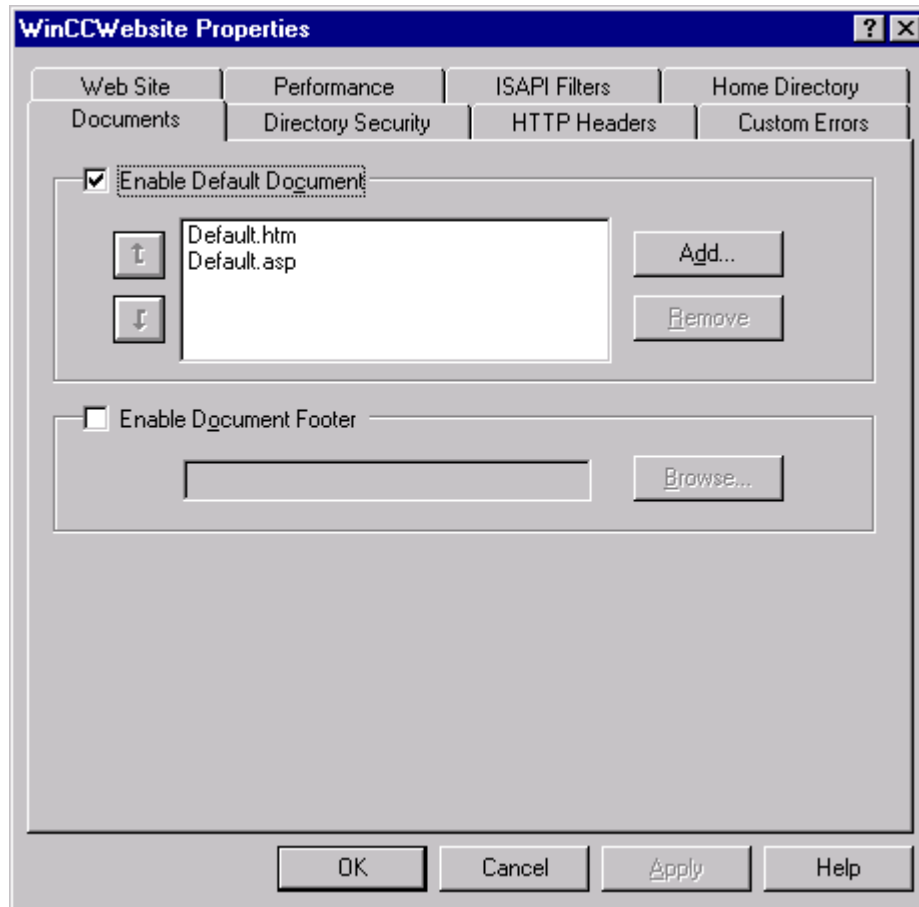 WinCCWebsite Properties
Web Site Performance ISAPI Filters Home Directory
Documents Directory Security HTTP Headers Custom Errors
Enable Default Document
Default.htm
Default.asp
Add...
Remove
Enable Document Footer
Browse...
OK Cancel Apply Help